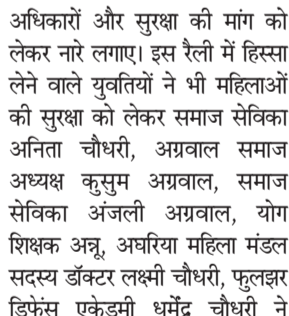 अधिकारों और सुरक्षा की मांग को
लेकर नारे लगाए। इस रैली में हिस्सा
लेने वाले युवतियों ने भी महिलाओं
की सुरक्षा को लेकर समाज सेविका
अनिता चौधरी, अग्रवाल समाज
अध्यक्ष कुसुम अग्रवाल, समाज
सेविका अंजली अग्रवाल, योग
शिक्षक अन्नू, अघरिया महिला मंडल
सदस्य डॉक्टर लक्ष्मी चौधरी, फुलझर
डिफेंस एकेडमी धर्मेंद्र चौधरी ने